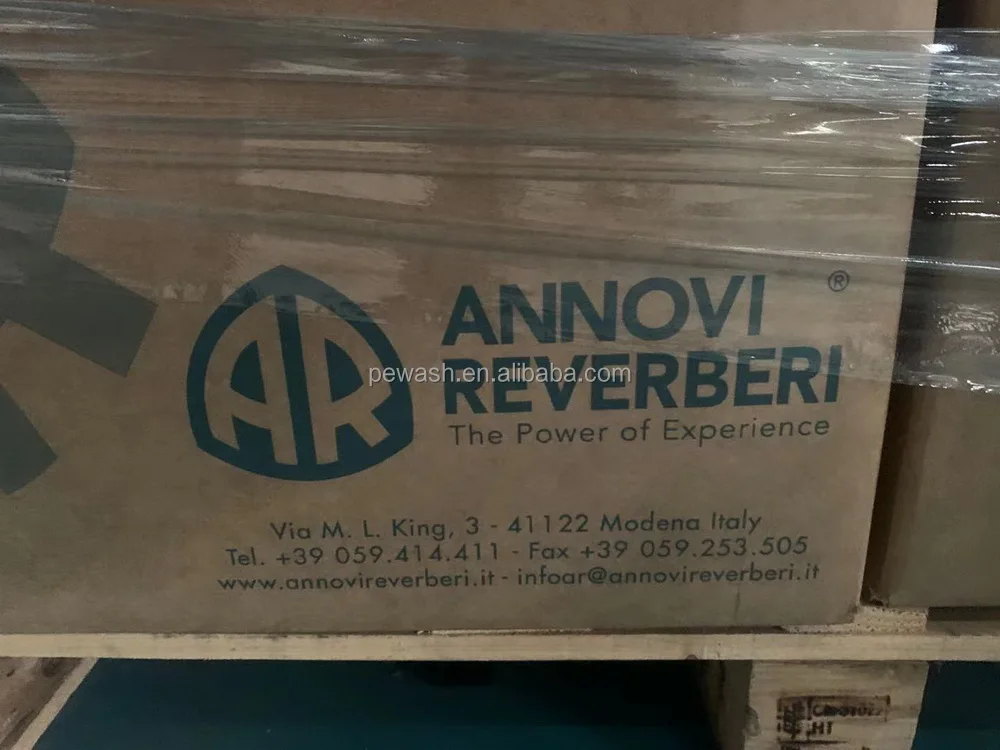 AR
ANNOVI ®
REVERBERI
pewash.en.alibaba.com
The Power of Experience
Via M. L. King, 3 - 41122 Modena Italy
Tel. +39 059.414.411 - Fax +39 059.253.505
www.annovireverberi.it - infoar@annovireverberi.it
HT